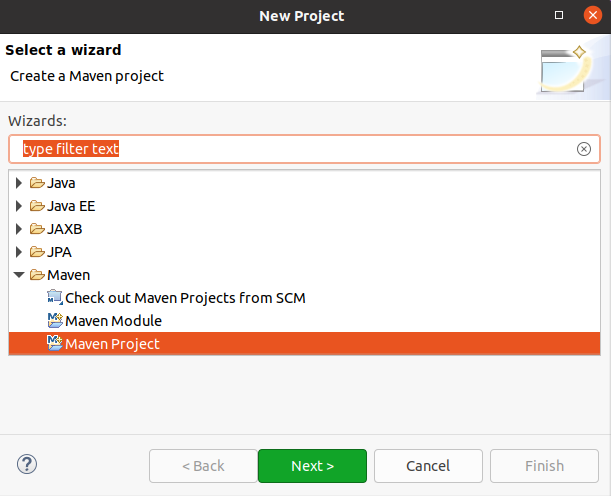 New Project
Select a wizard
Create a Maven project
Wizards:
type filter text
Java
Java EE
JAXB
JPA
Maven
Check out Maven Projects from SCM
Maven Module
Maven Project
< Back Next > Cancel Finish